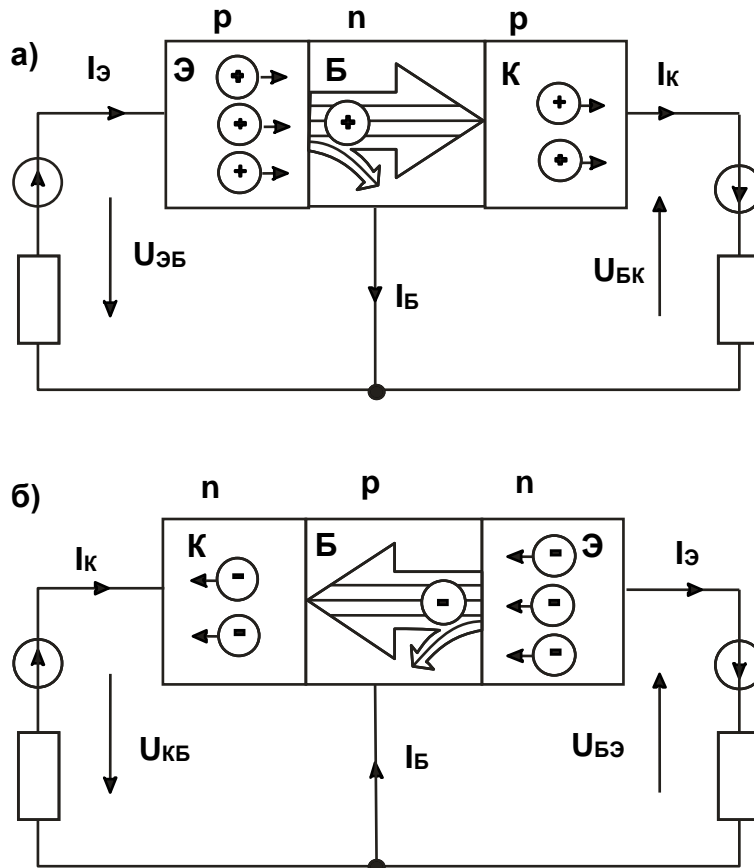 p n p
а)
Э Б К
IЭ IК
+ + + + + +
UЭБ UБК
IБ
n p n
б)
К Б Э
IК IЭ
- - - - - -
UКБ UБЭ
IБ